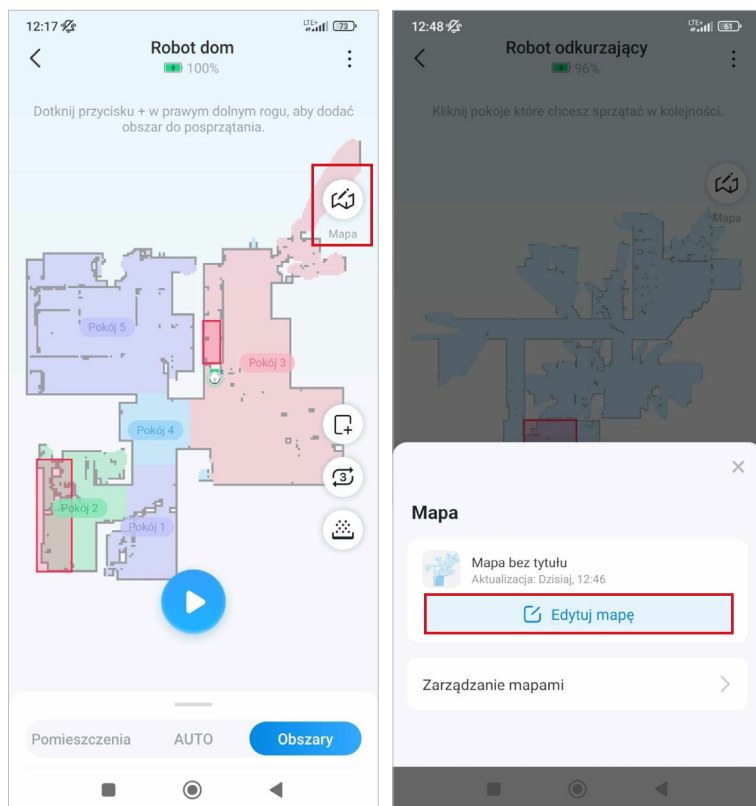 12:17
LTE+
73
Robot dom
100%
Dotknij przycisku + w prawym dolnym rogu, aby dodać
obszar do posprzątania.
Mapa
Pokój 5
Pokój 3
Pokój 4
3
Pokój 2
Pokój 1
Pomieszczenia
AUTO
Obszary
12:48
LTE+
61
Robot odkurzający
96%
Kliknij pokoje które chcesz sprzątać w kolejności.
Mapa
Mapa
Mapa bez tytułu
Aktualizacja: Dzisiaj, 12:46
Edytuj mapę
Zarządzanie mapami